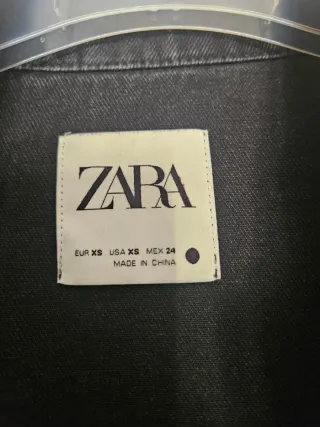 ZARA
EUR XS USA XS MEX 24
MADE IN CHINA